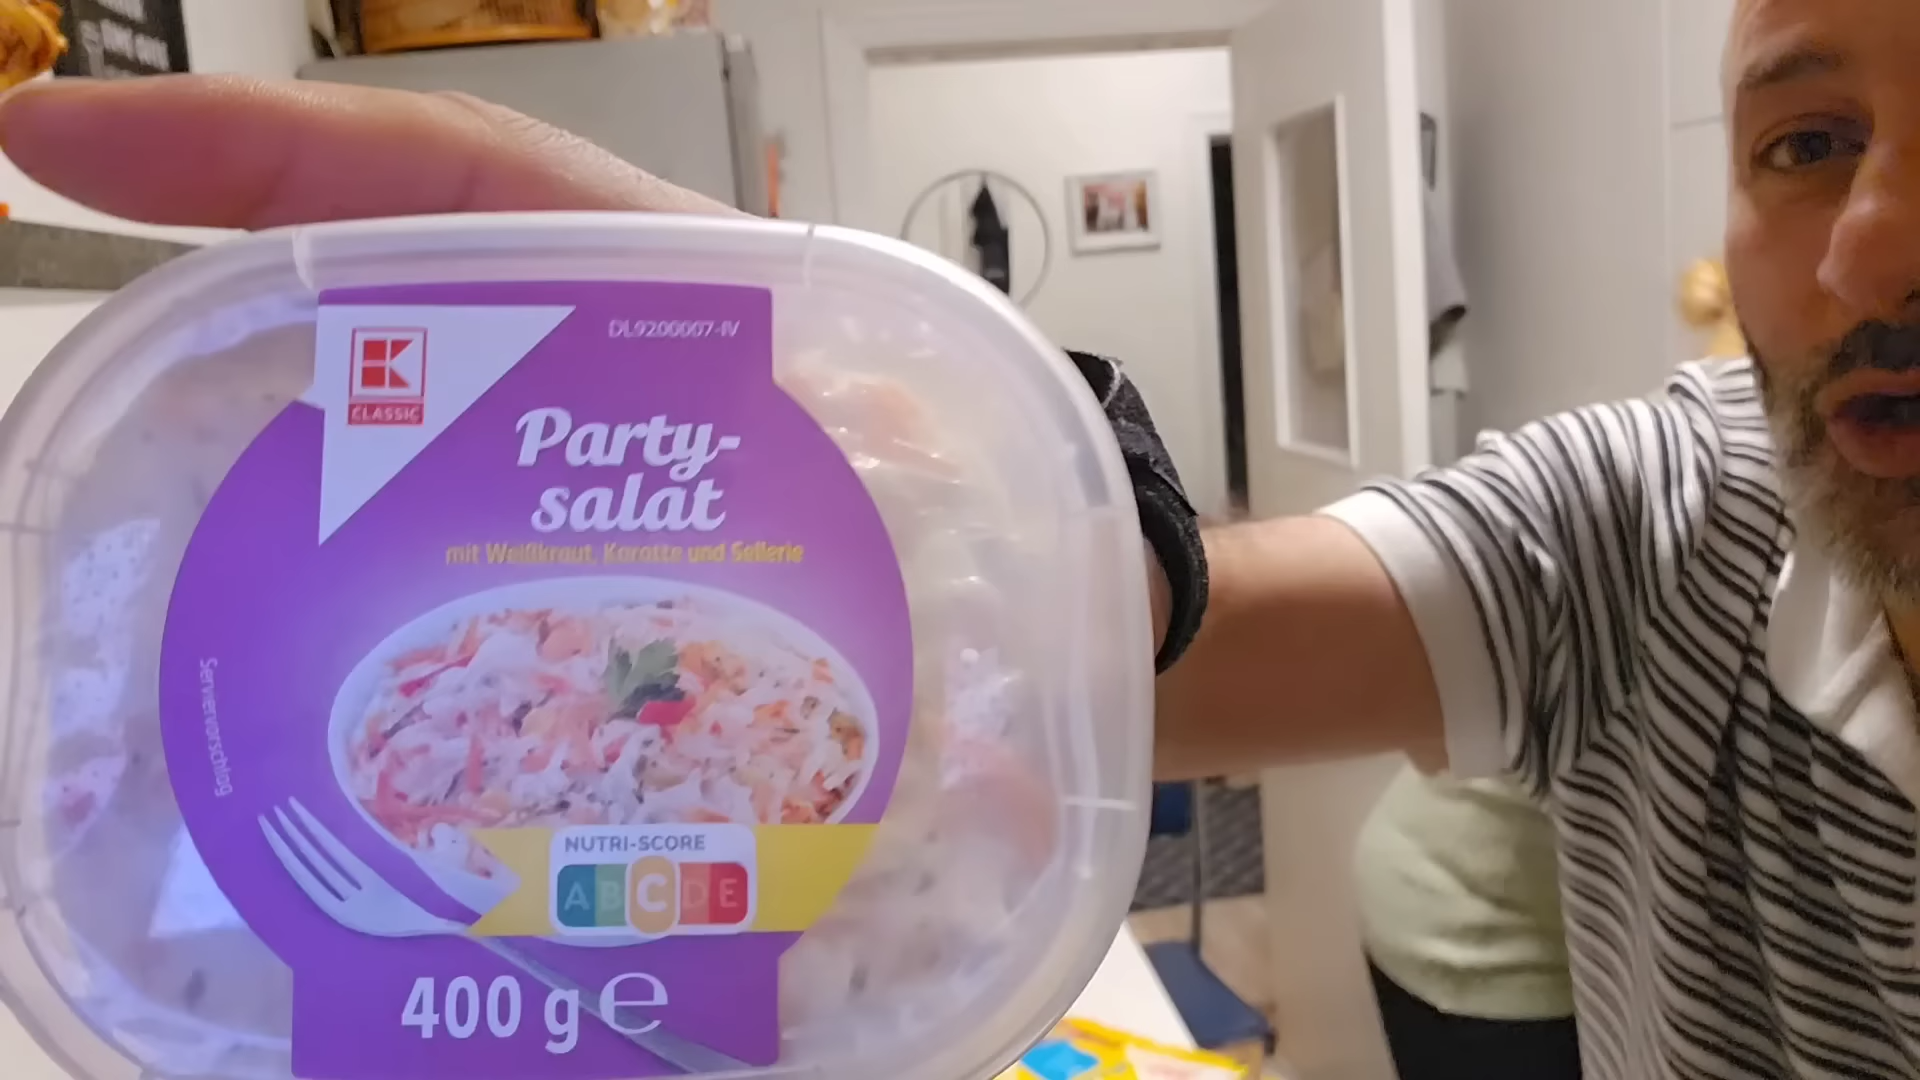 DL9200007-IV
K
CLASSIC
Party-
salat
mit Weißkraut, Karotte und Sellerie
Serviervorschlag
NUTRI-SCORE
A B C D E
400 g e